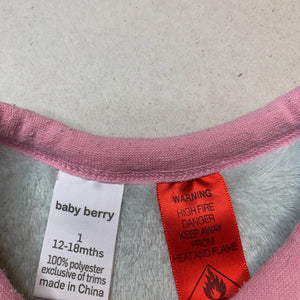 baby berry
1
12-18mths
100% polyester
exclusive of trims
made in China
WARNING
HIGH FIRE
DANGER
KEEP AWAY
FROM
HEAT AND FLAME